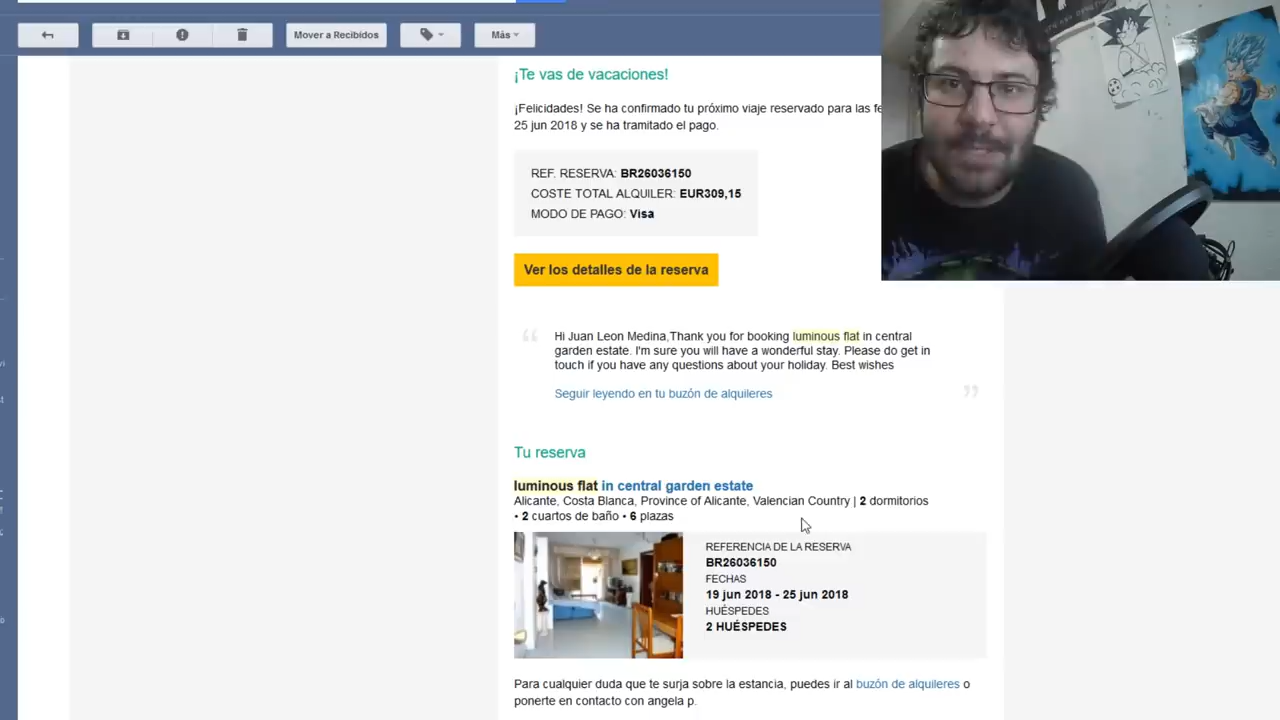 Mover a Recibidos
Más
¡Te vas de vacaciones!
¡Felicidades! Se ha confirmado tu próximo viaje reservado para las
25 jun 2018 y se ha tramitado el pago.
REF. RESERVA: BR26036150
COSTE TOTAL ALQUILER: EUR309,15
MODO DE PAGO: Visa
Ver los detalles de la reserva
“ Hi Juan Leon Medina,Thank you for booking luminous flat in central
garden estate. I'm sure you will have a wonderful stay. Please do get in
touch if you have any questions about your holiday. Best wishes
Seguir leyendo en tu buzón de alquileres ”
Tu reserva
luminous flat in central garden estate
Alicante, Costa Blanca, Province of Alicante, Valencian Country | 2 dormitorios
• 2 cuartos de baño • 6 plazas
REFERENCIA DE LA RESERVA
BR26036150
FECHAS
19 jun 2018 - 25 jun 2018
HUÉSPEDES
2 HUÉSPEDES
Para cualquier duda que te surja sobre la estancia, puedes ir al buzón de alquileres o
ponerte en contacto con angela p.